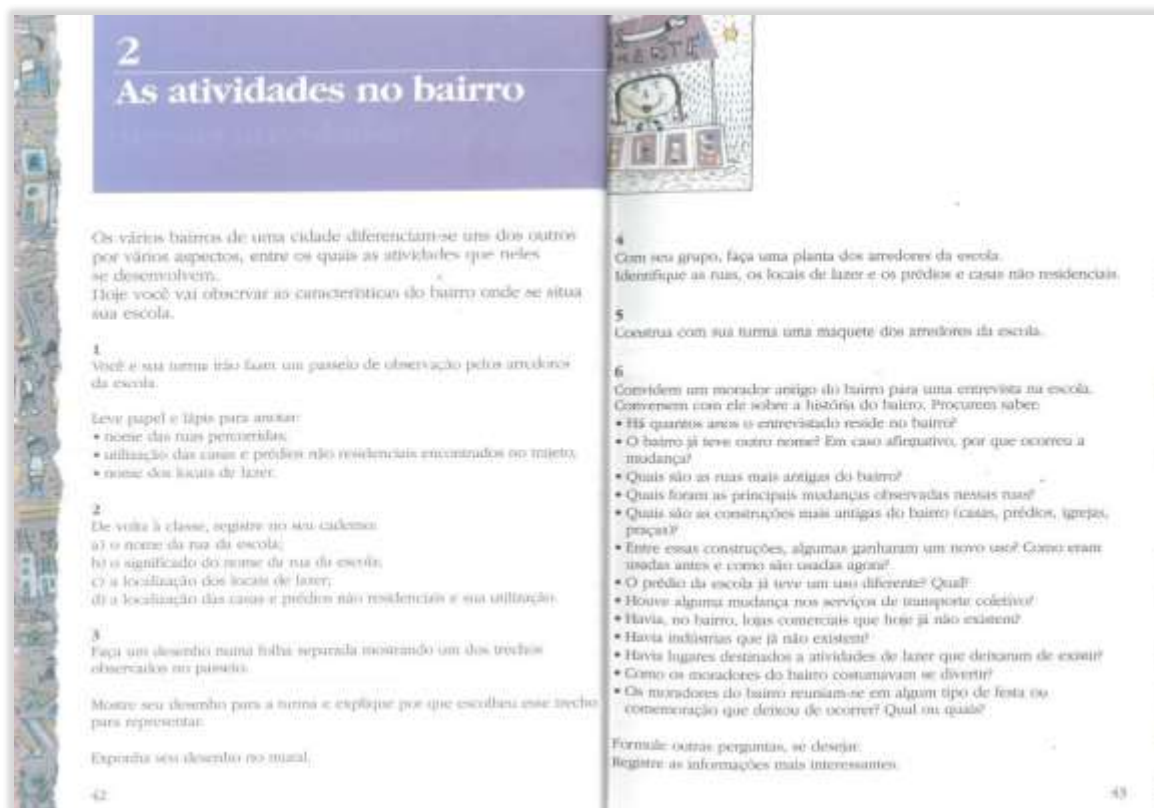 2
As atividades no bairro
Os vários bairros de uma cidade diferenciam-se uns dos outros
por vários aspectos, entre os quais as atividades que neles
se desenvolvem.
Hoje você vai observar as características do bairro onde se situa
sua escola.
1
Você e sua turma irão fazer um passeio de observação pelos arredores
da escola.
Leve papel e lápis para anotar:
• nome das ruas percorridas;
• utilização das casas e prédios não residenciais encontrados no trajeto;
• nome dos locais de lazer.
2
De volta à classe, registre no seu caderno:
a) o nome da rua da escola;
b) o significado do nome da rua da escola;
c) a localização dos locais de lazer;
d) a localização das casas e prédios não residenciais e sua utilização.
3
Faça um desenho numa folha separada mostrando um dos trechos
observados no passeio.
Mostre seu desenho para a turma e explique por que escolheu esse trecho
para representar.
Exponha seu desenho no mural.
42
4
Com seu grupo, faça uma planta dos arredores da escola.
Identifique as ruas, os locais de lazer e os prédios e casas não residenciais.
5
Construa com sua turma uma maquete dos arredores da escola.
6
Convidem um morador antigo do bairro para uma entrevista na escola.
Conversem com ele sobre a história do bairro. Procurem saber:
• Há quantos anos o entrevistado reside no bairro?
• O bairro já teve outro nome? Em caso afirmativo, por que ocorreu a
mudança?
• Quais são as ruas mais antigas do bairro?
• Quais foram as principais mudanças observadas nessas ruas?
• Quais são as construções mais antigas do bairro (casas, prédios, igrejas,
praças)?
• Entre essas construções, algumas ganharam um novo uso? Como eram
usadas antes e como são usadas agora?
• O prédio da escola já teve um uso diferente? Qual?
• Houve alguma mudança nos serviços de transporte coletivo?
• Havia, no bairro, lojas comerciais que hoje já não existem?
• Havia indústrias que já não existem?
• Havia lugares destinados a atividades de lazer que deixaram de existir?
• Como os moradores do bairro costumavam se divertir?
• Os moradores do bairro reuniam-se em algum tipo de festa ou
comemoração que deixou de ocorrer? Qual ou quais?
Formule outras perguntas, se desejar.
Registre as informações mais interessantes.
43